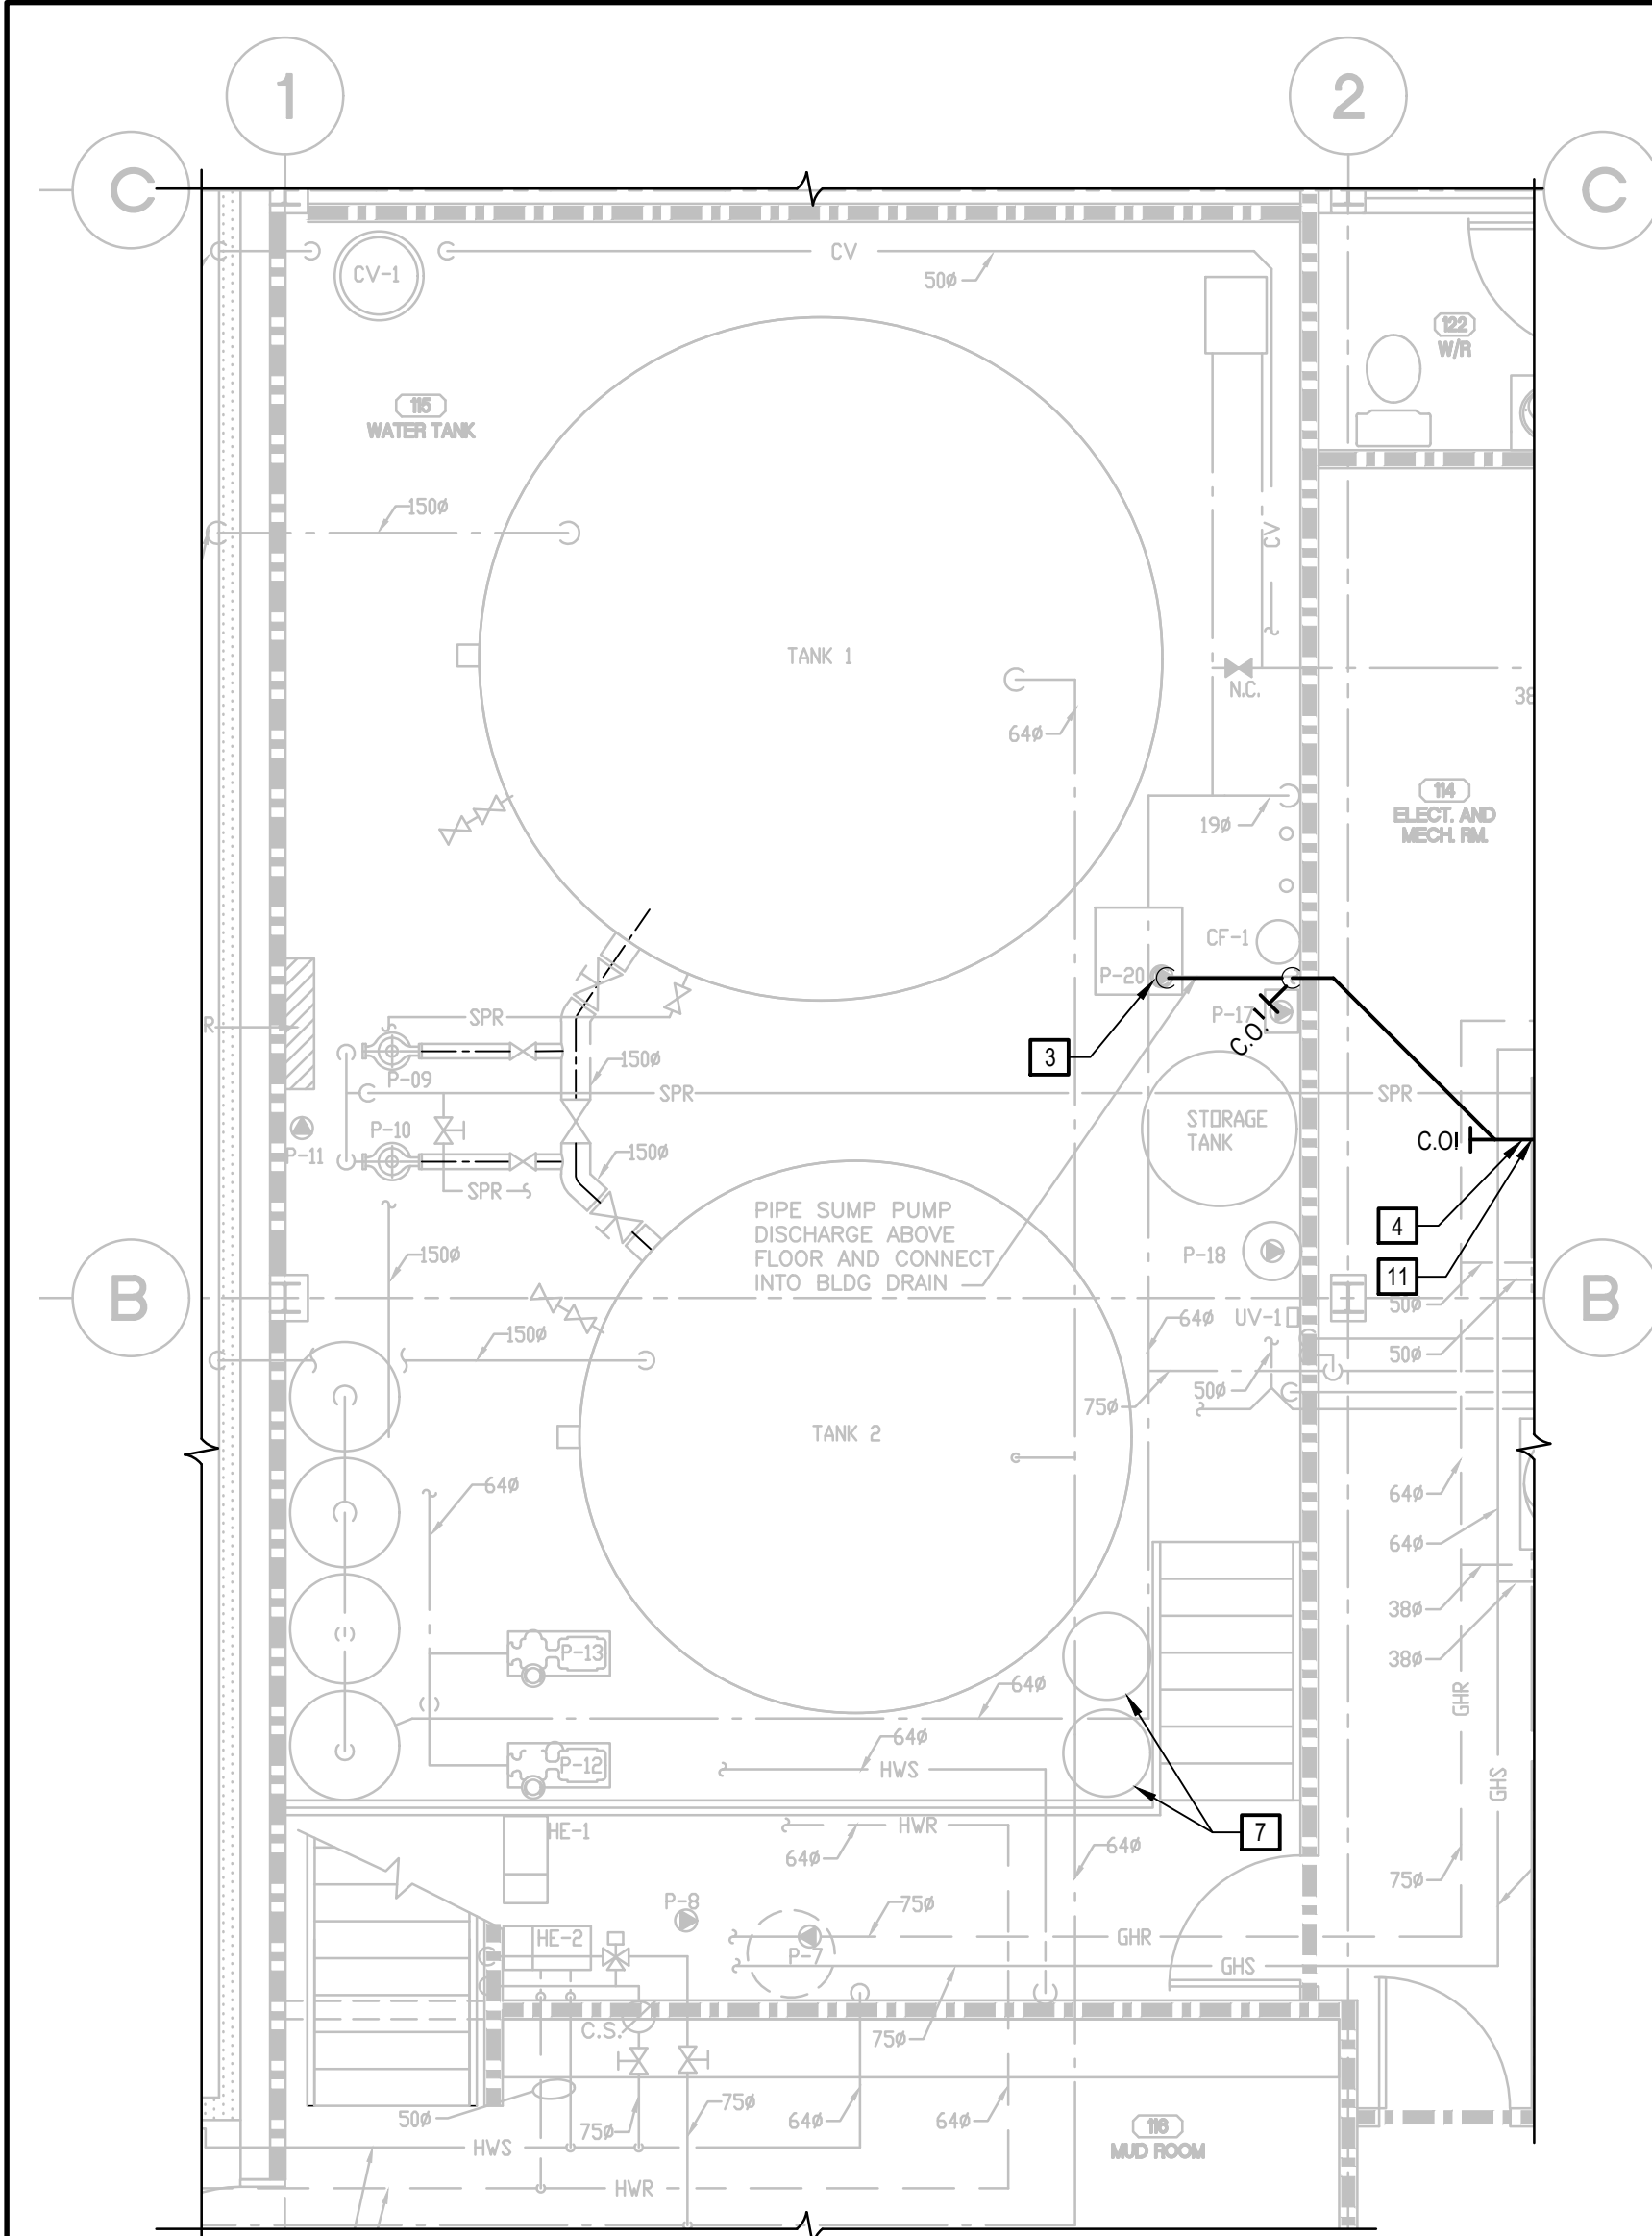 1
2
C
C
CV-1
CV
50ø
122
W/R
115
WATER TANK
150ø
CV
TANK 1
N.C.
38
64ø
114
ELECT. AND
MECH. RM.
19ø
CF-1
P-20
P-17
C.O!
SPR
R
3
150ø
P-09
SPR
SPR
STORAGE
TANK
P-10
P-11
C.O!
150ø
SPR
4
PIPE SUMP PUMP
DISCHARGE ABOVE
FLOOR AND CONNECT
INTO BLDG DRAIN
150ø
P-18
11
B
B
50ø
64ø
UV-1
150ø
50ø
50ø
75ø
TANK 2
64ø
64ø
64ø
38ø
P-13
38ø
64ø
GHR
64ø
P-12
HWS
GHS
HE-1
HWR
7
64ø
64ø
75ø
P-8
75ø
HE-2
GHR
P-7
GHS
C.S.
75ø
50ø
75ø
75ø
64ø
64ø
116
MUD ROOM
HWS
HWR